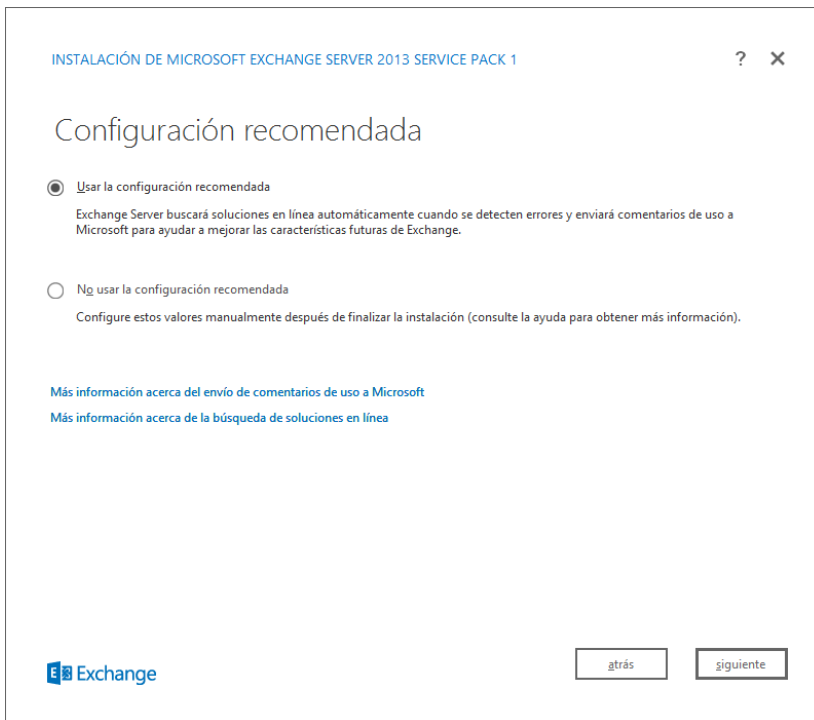 INSTALACIÓN DE MICROSOFT EXCHANGE SERVER 2013 SERVICE PACK 1
?
Configuración recomendada
Usar la configuración recomendada
Exchange Server buscará soluciones en línea automáticamente cuando se detecten errores y enviará comentarios de uso a
Microsoft para ayudar a mejorar las características futuras de Exchange.
No usar la configuración recomendada
Configure estos valores manualmente después de finalizar la instalación (consulte la ayuda para obtener más información).
Más información acerca del envío de comentarios de uso a Microsoft
Más información acerca de la búsqueda de soluciones en línea
E Exchange
atrás
siguiente